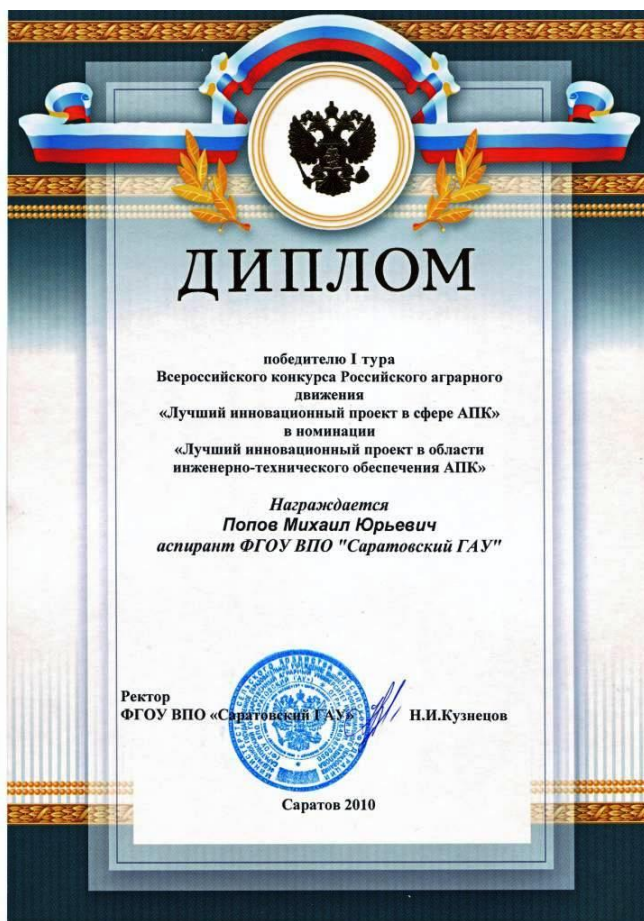 ДИПЛОМ
победителю I тура
Всероссийского конкурса Российского аграрного
движения
«Лучший инновационный проект в сфере АПК»
в номинации
«Лучший инновационный проект в области
инженерно-технического обеспечения АПК»
Награждается
Попов Михаил Юрьевич
аспирант ФГОУ ВПО "Саратовский ГАУ"
Ректор
ФГОУ ВПО «Саратовский ГАУ» Н.И.Кузнецов
Саратов 2010